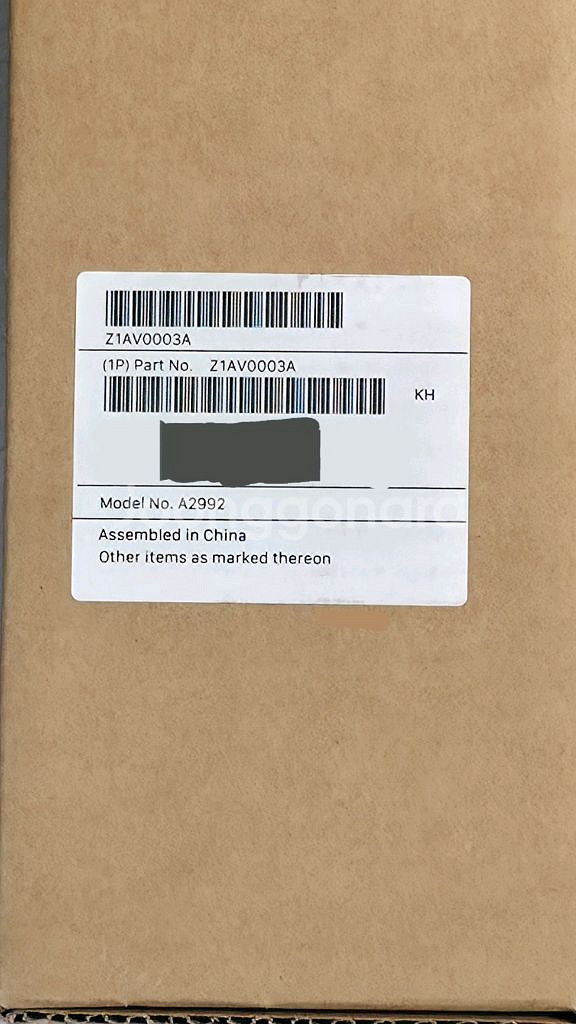 Z1AV0003A
(1P) Part No. Z1AV0003A
KH
Model No. A2992
Assembled in China
Other items as marked thereon